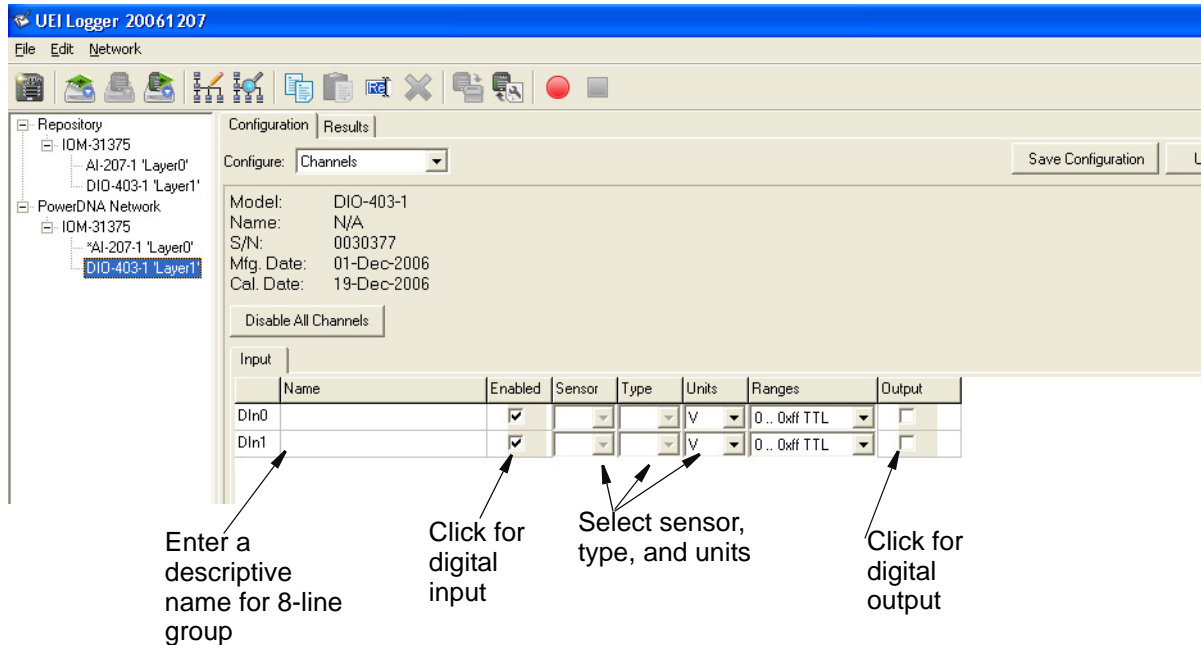 UEI Logger 20061207
File Edit Network
Repository
IOM-31375
AI-207-1 'Layer0'
DIO-403-1 'Layer1'
PowerDNA Network
IOM-31375
*AI-207-1 'Layer0'
DIO-403-1 'Layer1'
Configuration Results
Configure: Channels
Save Configuration
Model: DIO-403-1
Name: N/A
S/N: 0030377
Mfg. Date: 01-Dec-2006
Cal. Date: 19-Dec-2006
Disable All Channels
Input
Name Enabled Sensor Type Units Ranges Output
DIn0 V 0 .. 0xff TTL
DIn1 V 0 .. 0xff TTL
Enter a
descriptive
name for 8-line
group
Click for
digital
input
Select sensor,
type, and units
Click for
digital
output